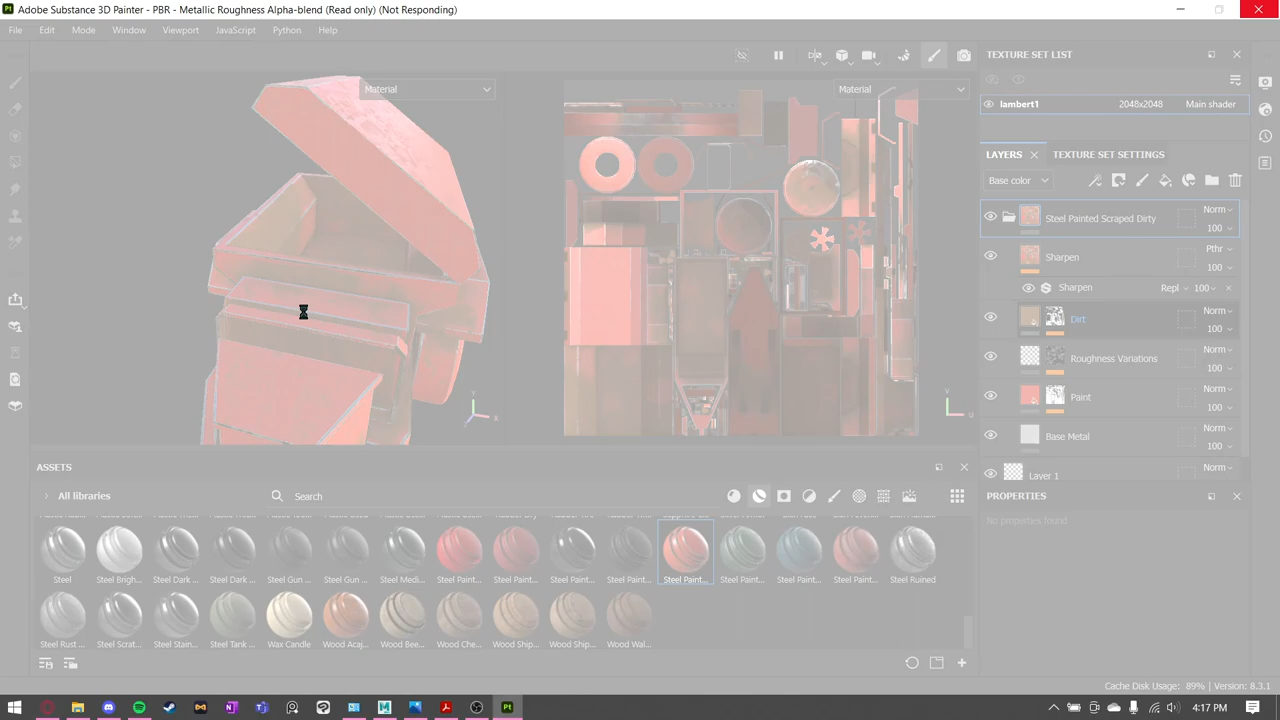 Adobe Substance 3D Painter - PBR - Metallic Roughness Alpha-blend (Read only) (Not Responding)
File Edit Mode Window Viewport JavaScript Python Help
Material
Material
TEXTURE SET LIST
lambert1 2048x2048 Main shader
LAYERS TEXTURE SET SETTINGS
Base color
Steel Painted Scraped Dirty Norm 100
Sharpen Pthr 100
Sharpen Repl 100
Dirt Norm 100
Roughness Variations Norm 100
Paint Norm 100
Base Metal Norm 100
Layer 1 Norm
PROPERTIES
No properties found
ASSETS
All libraries Search
Steel Steel Brigh... Steel Dark ... Steel Dark ... Steel Gun ... Steel Gun ... Steel Medi... Steel Paint... Steel Paint... Steel Paint... Steel Paint... Steel Paint... Steel Paint... Steel Paint... Steel Paint... Steel Ruined
Steel Rust ... Steel Scrat... Steel Stain... Steel Tank ... Wax Candle Wood Acaj... Wood Bee... Wood Che... Wood Ship... Wood Ship... Wood Wal...
Cache Disk Usage: 89% | Version: 8.3.1
4:17 PM